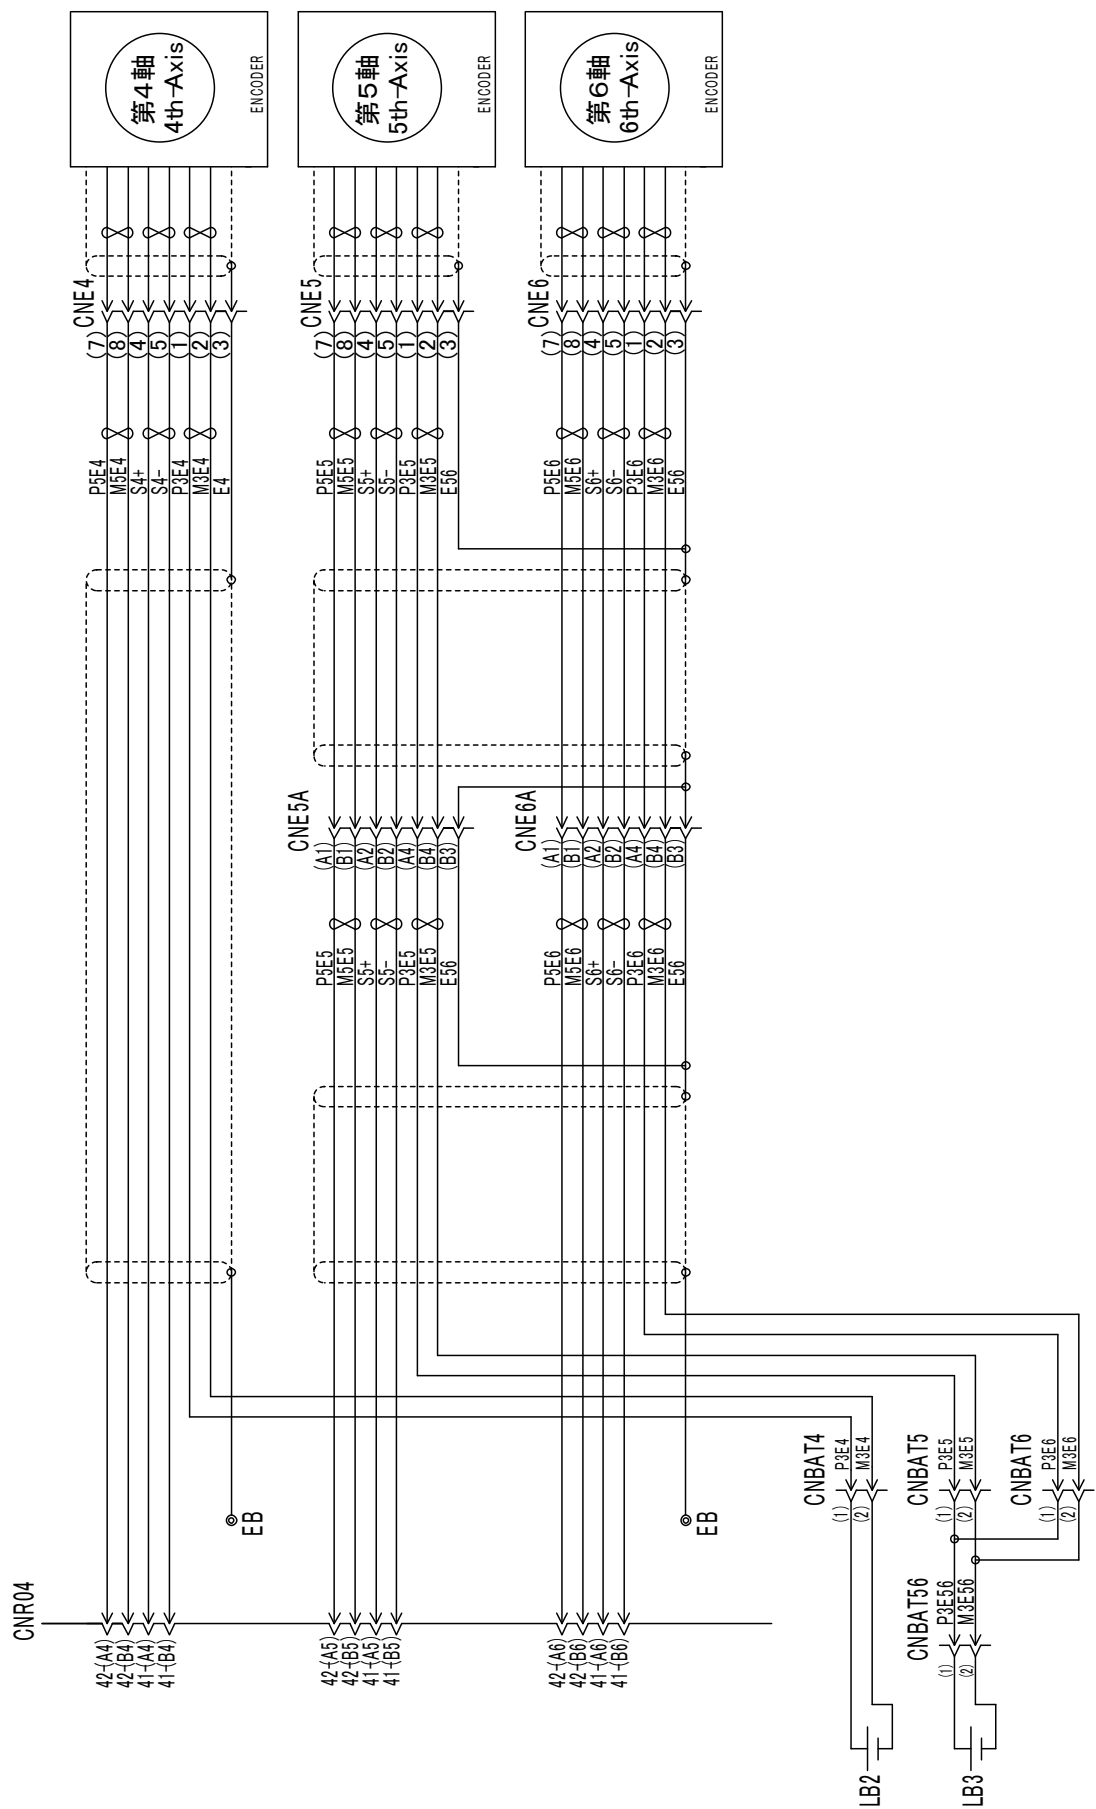 第4軸
4th-Axis
ENCODER
第5軸
5th-Axis
ENCODER
第6軸
6th-Axis
ENCODER
CNE4
(7)
(8)
(4)
(5)
(1)
(2)
(3)
P5E4
M5E4
S4+
S4-
P3E4
M3E4
E4
CNE5
(7)
(8)
(4)
(5)
(1)
(2)
(3)
P5E5
M5E5
S5+
S5-
P3E5
M3E5
E56
CNE6
(7)
(8)
(4)
(5)
(1)
(2)
(3)
P5E6
M5E6
S6+
S6-
P3E6
M3E6
E56
CNE5A
(A1)
(B1)
(A2)
(B2)
(A4)
(B4)
(B3)
P5E5
M5E5
S5+
S5-
P3E5
M3E5
E56
CNE6A
(A1)
(B1)
(A2)
(B2)
(A4)
(B4)
(B3)
P5E6
M5E6
S6+
S6-
P3E6
M3E6
E56
EB
EB
CNR04
42-(A4)
42-(B4)
41-(A4)
41-(B4)
42-(A5)
42-(B5)
41-(A5)
41-(B5)
42-(A6)
42-(B6)
41-(A6)
41-(B6)
CNBAT4
P3E4
M3E4
(1)
(2)
CNBAT5
P3E5
M3E5
(1)
(2)
CNBAT6
P3E6
M3E6
(1)
(2)
CNBAT56
P3E56
M3E56
(1)
(2)
LB2
LB3